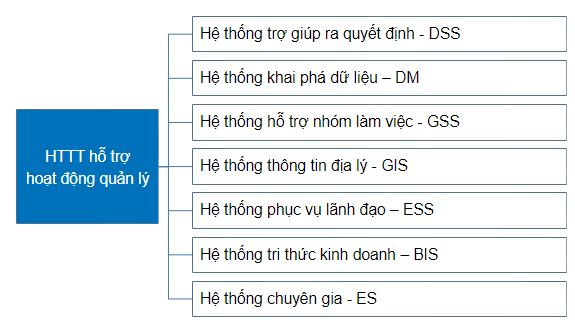 HTTT hỗ trợ
hoạt động quản lý
Hệ thống trợ giúp ra quyết định - DSS
Hệ thống khai phá dữ liệu – DM
Hệ thống hỗ trợ nhóm làm việc - GSS
Hệ thống thông tin địa lý - GIS
Hệ thống phục vụ lãnh đạo – ESS
Hệ thống tri thức kinh doanh – BIS
Hệ thống chuyên gia - ES